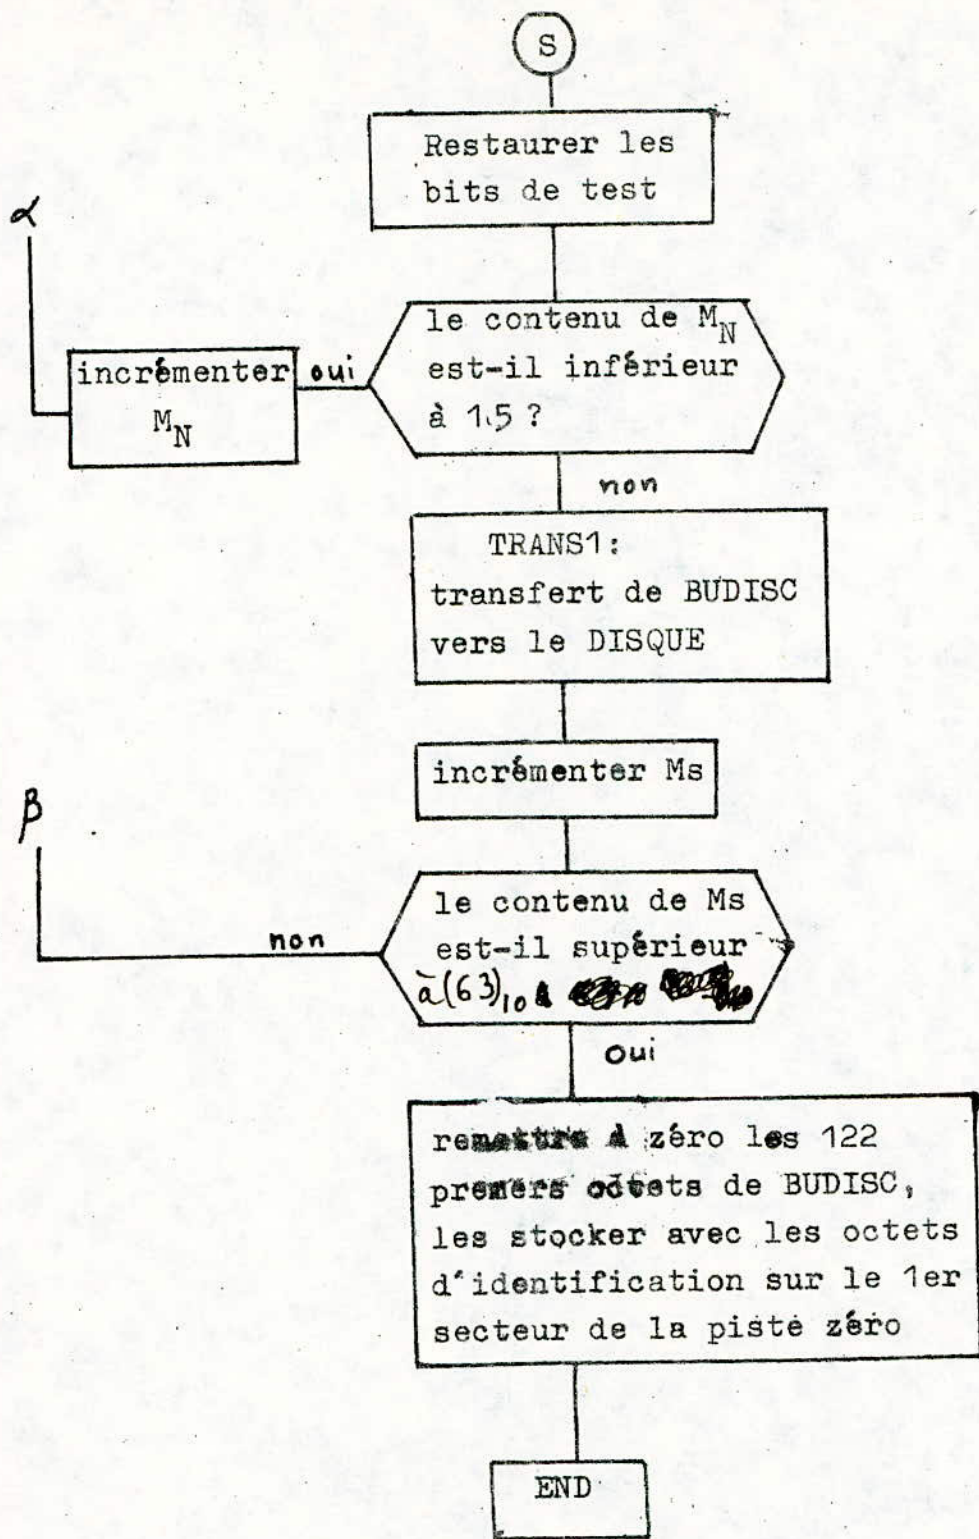 S
Restaurer les
bits de test
α
le contenu de M_N
est-il inférieur
à 1.5 ?
oui
incrémenter
M_N
non
TRANS1:
transfert de BUDISC
vers le DISQUE
incrémenter Ms
β
le contenu de Ms
est-il supérieur
à (63)₁₀
non
oui
remettre à zéro les 122
premers octets de BUDISC,
les stocker avec les octets
d'identification sur le 1er
secteur de la piste zéro
END